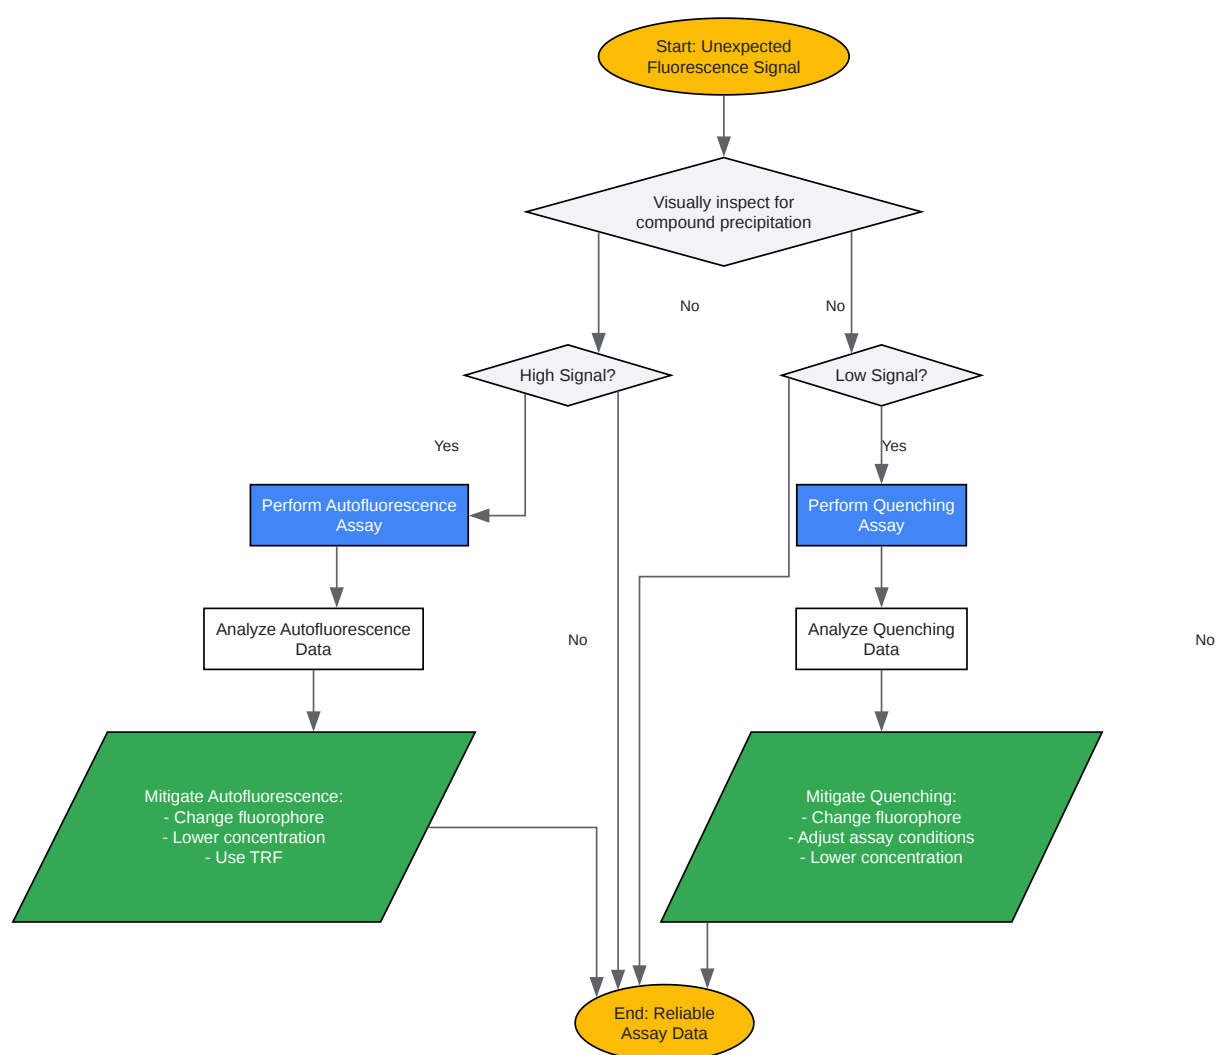 Start: Unexpected
Fluorescence Signal
Visually inspect for
compound precipitation
No
No
High Signal?
Low Signal?
Yes
Yes
Perform Autofluorescence
Assay
Perform Quenching
Assay
Analyze Autofluorescence
Data
No
Analyze Quenching
Data
No
Mitigate Autofluorescence:
- Change fluorophore
- Lower concentration
- Use TRF
Mitigate Quenching:
- Change fluorophore
- Adjust assay conditions
- Lower concentration
End: Reliable
Assay Data